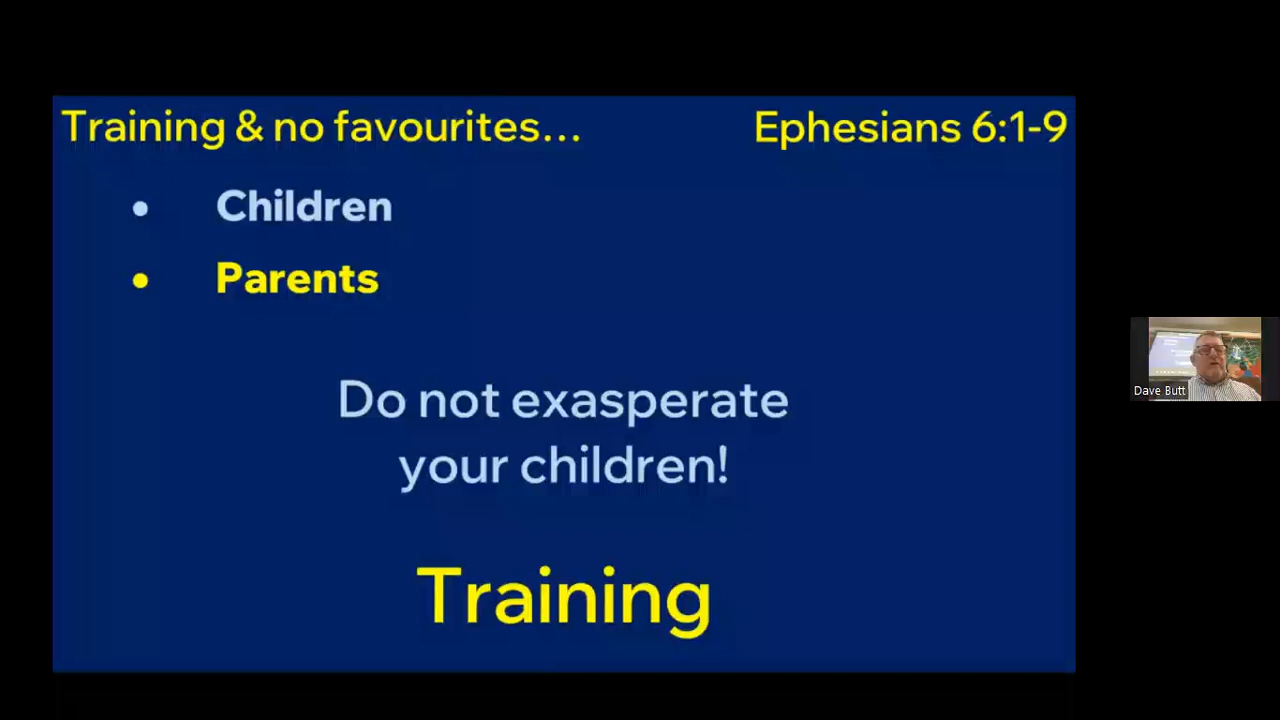 Training & no favourites...
Ephesians 6:1-9
• Children
• Parents
Do not exasperate
your children!
Training
Dave Butt